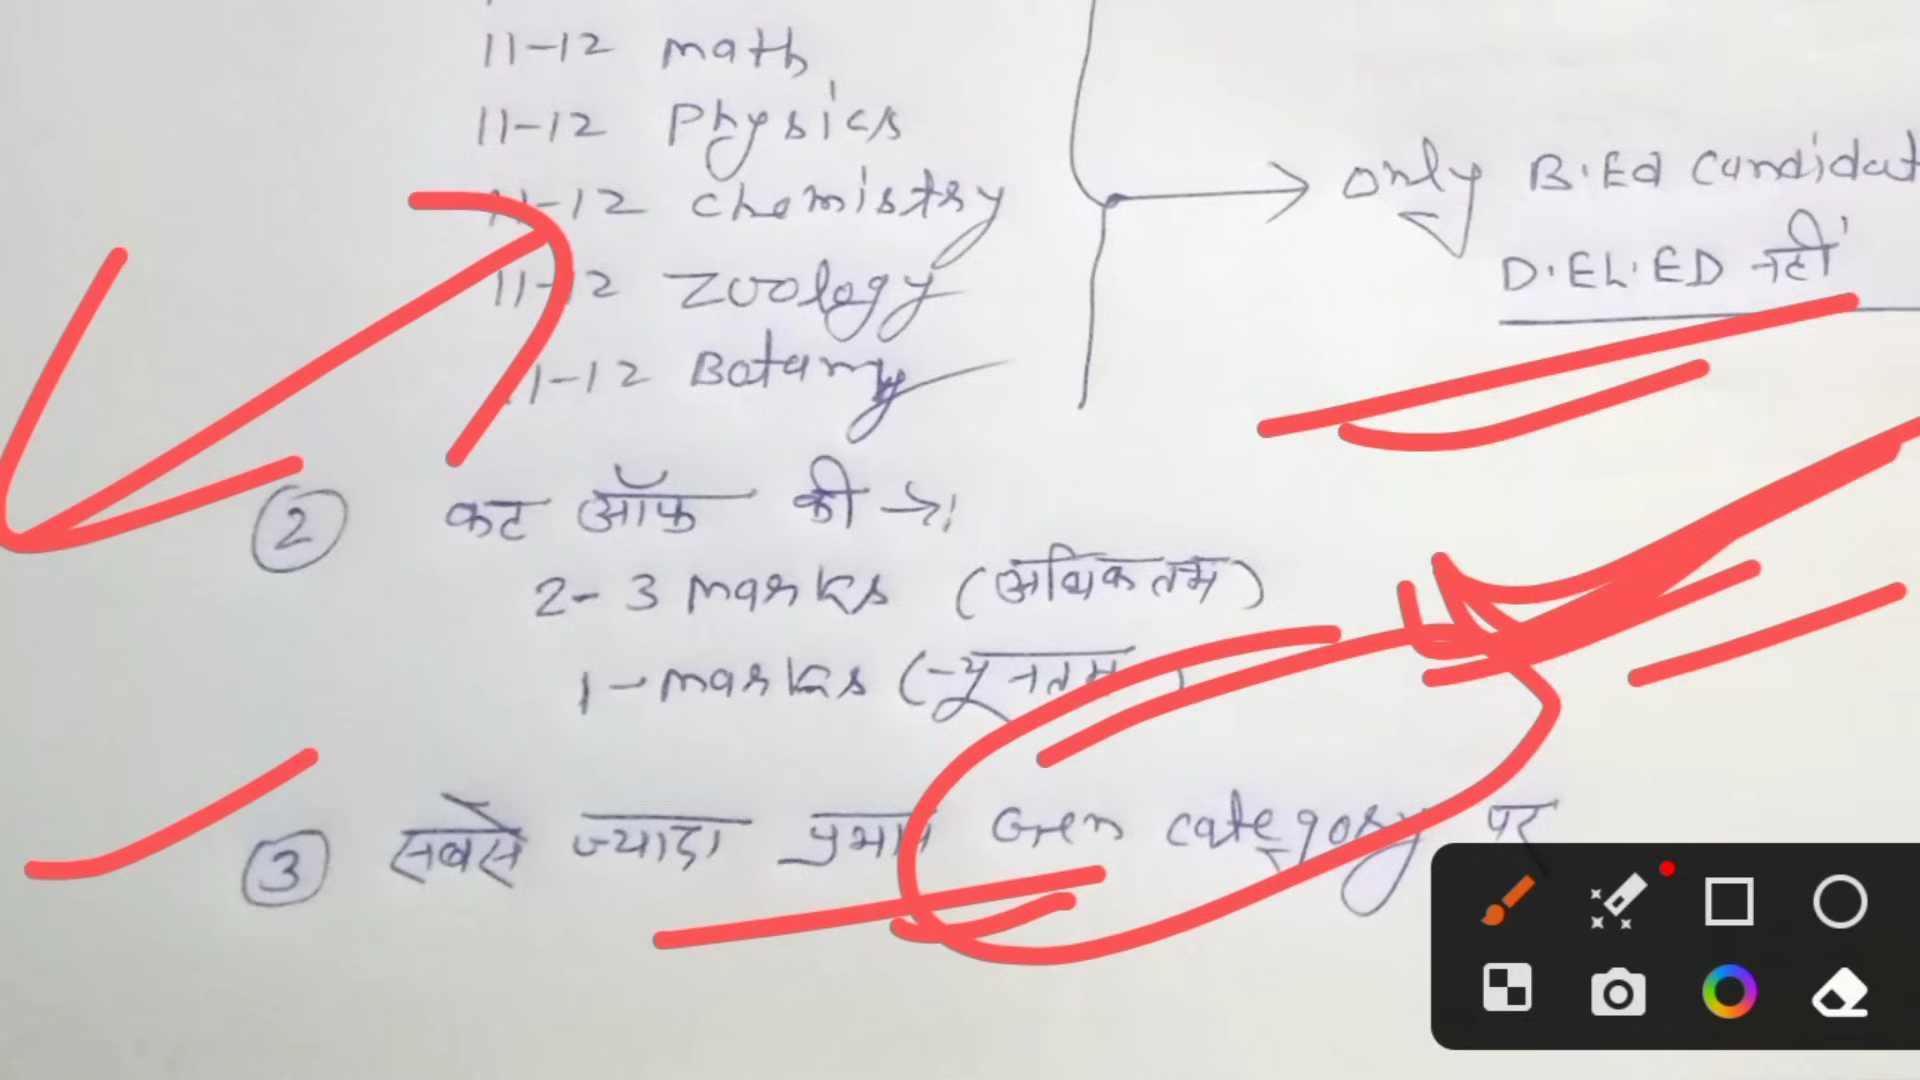 11-12 math
11-12 Physics
11-12 chemistry
11-12 Zoology
11-12 Botany
only B.Ed Candidat
D.EL.ED नही
② कट ऑफ की →
2-3 marks (अधिकतम)
1-marks (न्यूनतम)
③ सबसे ज्यादा प्रभाव Gen category पर